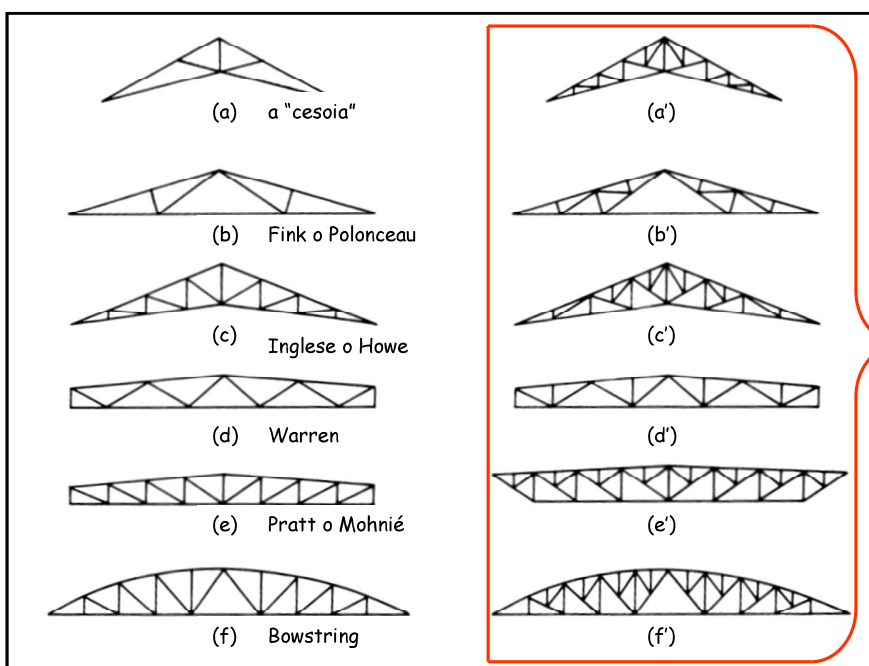 (a) a "cesoia"
(a')
(b) Fink o Polonceau
(b')
(c) Inglese o Howe
(c')
(d) Warren
(d')
(e) Pratt o Mohnié
(e')
(f) Bowstring
(f')